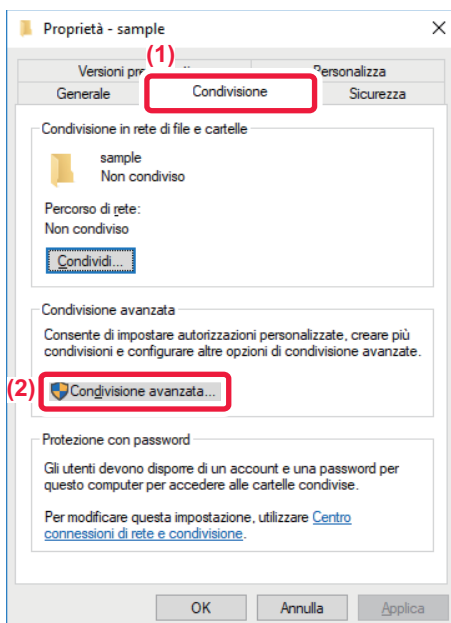 Proprietà - sample
(1)
Versioni pr
Personalizza
Generale
Condivisione
Sicurezza
Condivisione in rete di file e cartelle
sample
Non condiviso
Percorso di rete:
Non condiviso
Condividi...
Condivisione avanzata
Consente di impostare autorizzazioni personalizzate, creare più
condivisioni e configurare altre opzioni di condivisione avanzate.
(2)
Condivisione avanzata...
Protezione con password
Gli utenti devono disporre di un account e una password per
questo computer per accedere alle cartelle condivise.
Per modificare questa impostazione, utilizzare Centro
connessioni di rete e condivisione.
OK
Annulla
Applica